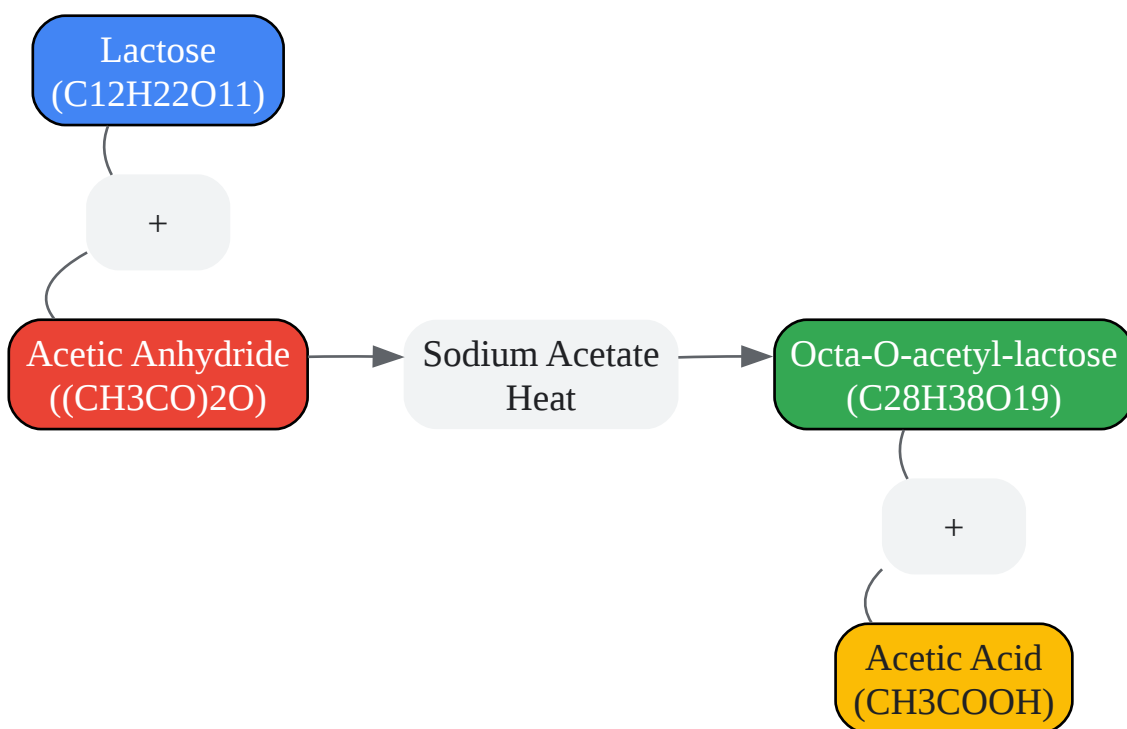 Lactose
(C12H22O11)
+
Acetic Anhydride
((CH3CO)2O)
Sodium Acetate
Heat
Octa-O-acetyl-lactose
(C28H38O19)
+
Acetic Acid
(CH3COOH)